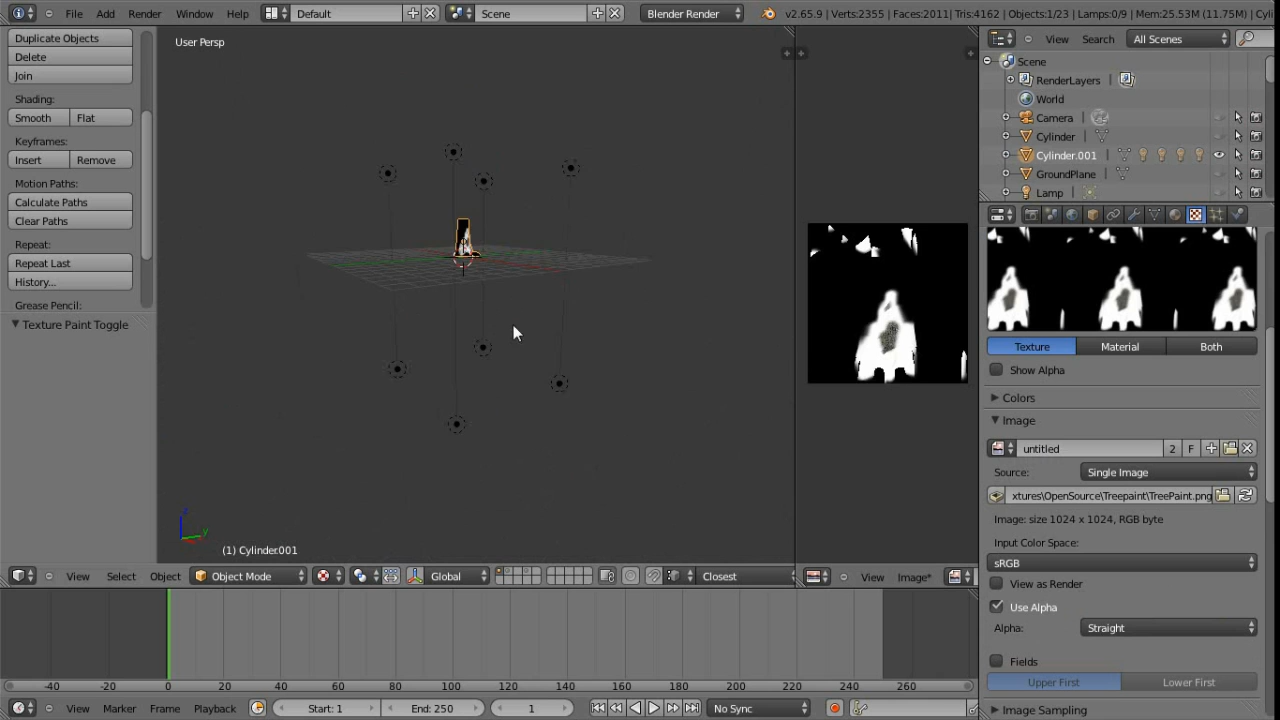 File Add Render Window Help Default Scene Blender Render v2.65.9 | Verts:2355 | Faces:2011 | Tris:4162 | Objects:1/23 | Lamps:0/9 | Mem:25.53M (11.75M) | Cyli
Duplicate Objects
Delete
Join
Shading:
Smooth Flat
Keyframes:
Insert Remove
Motion Paths:
Calculate Paths
Clear Paths
Repeat:
Repeat Last
History...
Grease Pencil:
Texture Paint Toggle
User Persp
(1) Cylinder.001
View Select Object Object Mode Global Closest
View Image*
View Search All Scenes
Scene
RenderLayers
World
Camera
Cylinder
Cylinder.001
GroundPlane
Lamp
Texture Material Both
Show Alpha
Colors
Image
untitled 2 F
Source: Single Image
xtures\OpenSource\Treepaint\TreePaint.png
Image: size 1024 x 1024, RGB byte
Input Color Space:
sRGB
View as Render
Use Alpha
Alpha: Straight
Fields
Upper First Lower First
Image Sampling
-40 -20 0 20 40 60 80 100 120 140 160 180 200 220 240 260
View Marker Frame Playback Start: 1 End: 250 1 No Sync